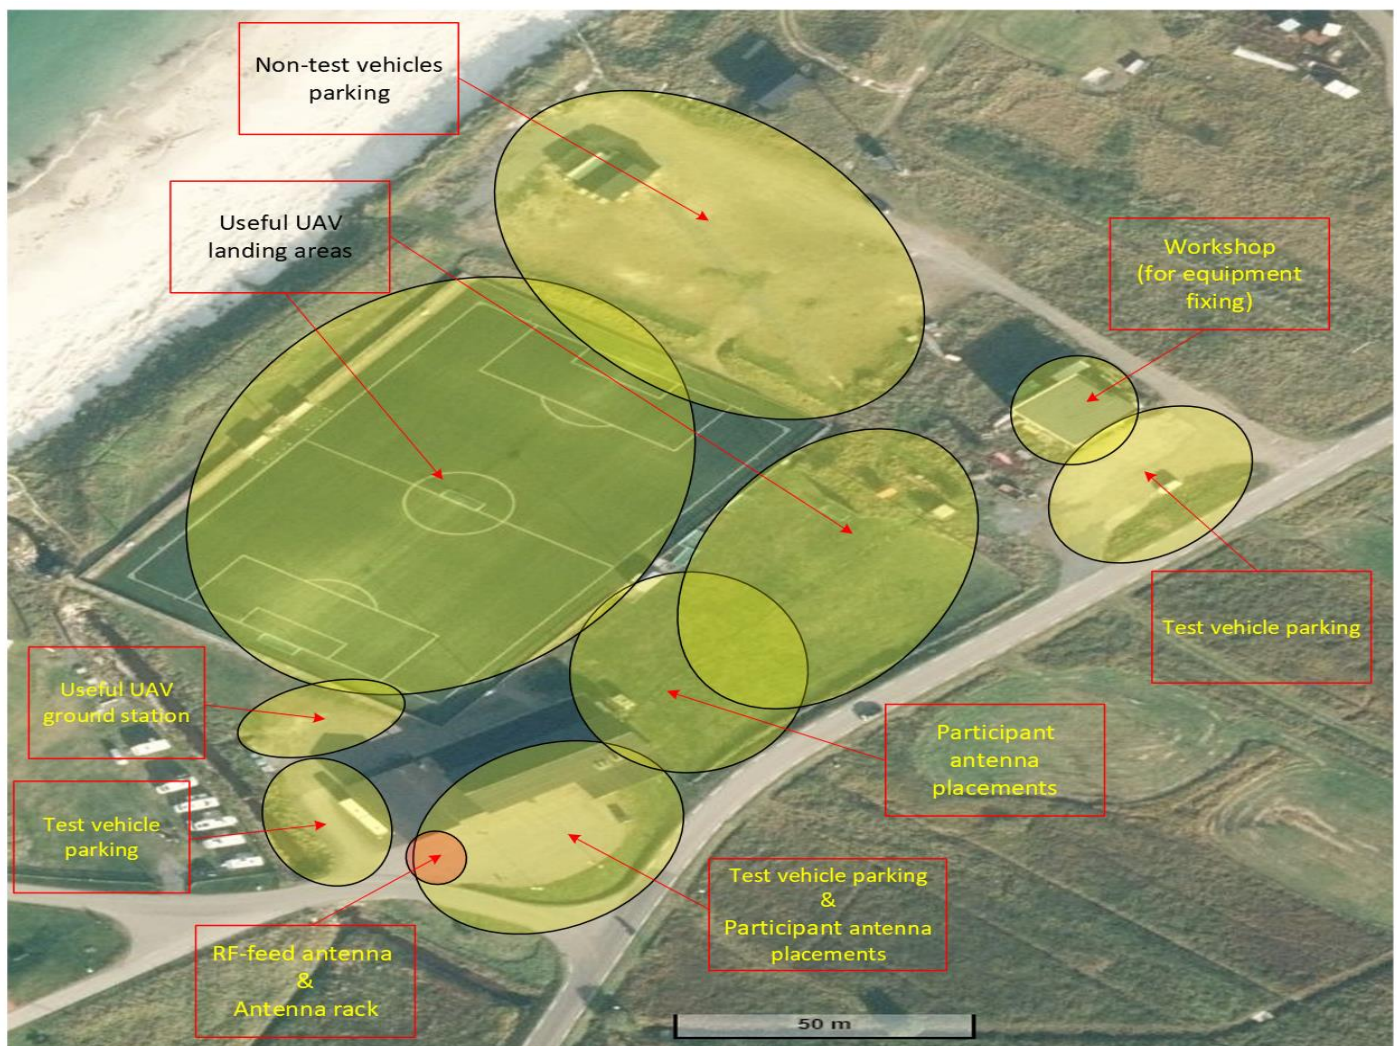 Non-test vehicles
parking
Useful UAV
landing areas
Workshop
(for equipment
fixing)
Test vehicle parking
Useful UAV
ground station
Participant
antenna
placements
Test vehicle
parking
Test vehicle parking
&
Participant antenna
placements
RF-feed antenna
&
Antenna rack
50 m